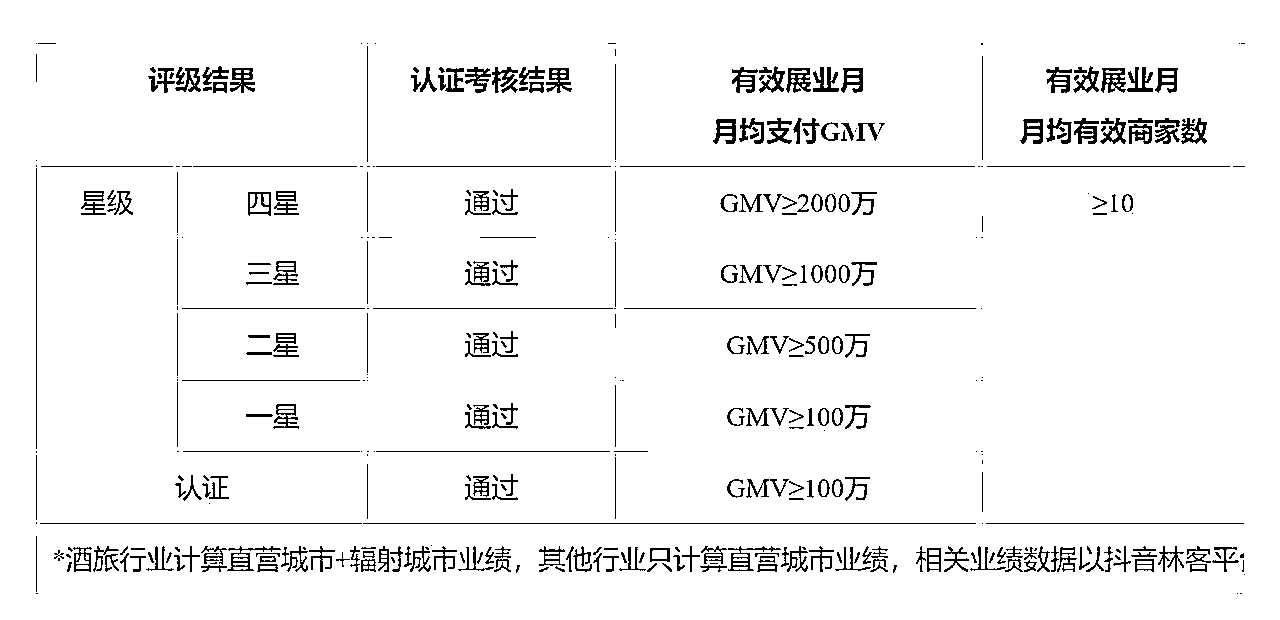 评级结果 认证考核结果 有效展业月 有效展业月
月均支付GMV 月均有效商家数
星级 四星 通过 GMV≥2000万 ≥10
三星 通过 GMV≥1000万
二星 通过 GMV≥500万
一星 通过 GMV≥100万
认证 通过 GMV≥100万
*酒旅行业计算直营城市+辐射城市业绩，其他行业只计算直营城市业绩，相关业绩数据以抖音林客平